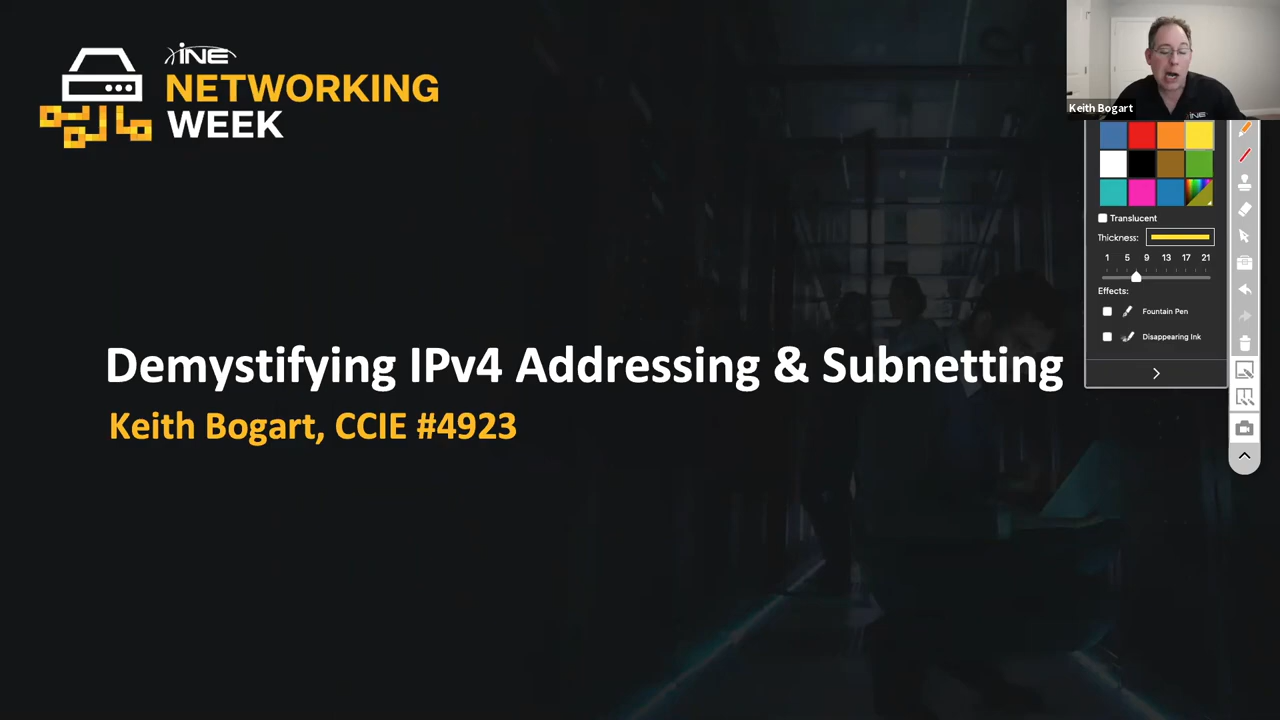 INE
NETWORKING
WEEK
Keith Bogart
Translucent
Thickness:
1 5 9 13 17 21
Effects:
Fountain Pen
Disappearing Ink
Demystifying IPv4 Addressing & Subnetting
Keith Bogart, CCIE #4923
INE